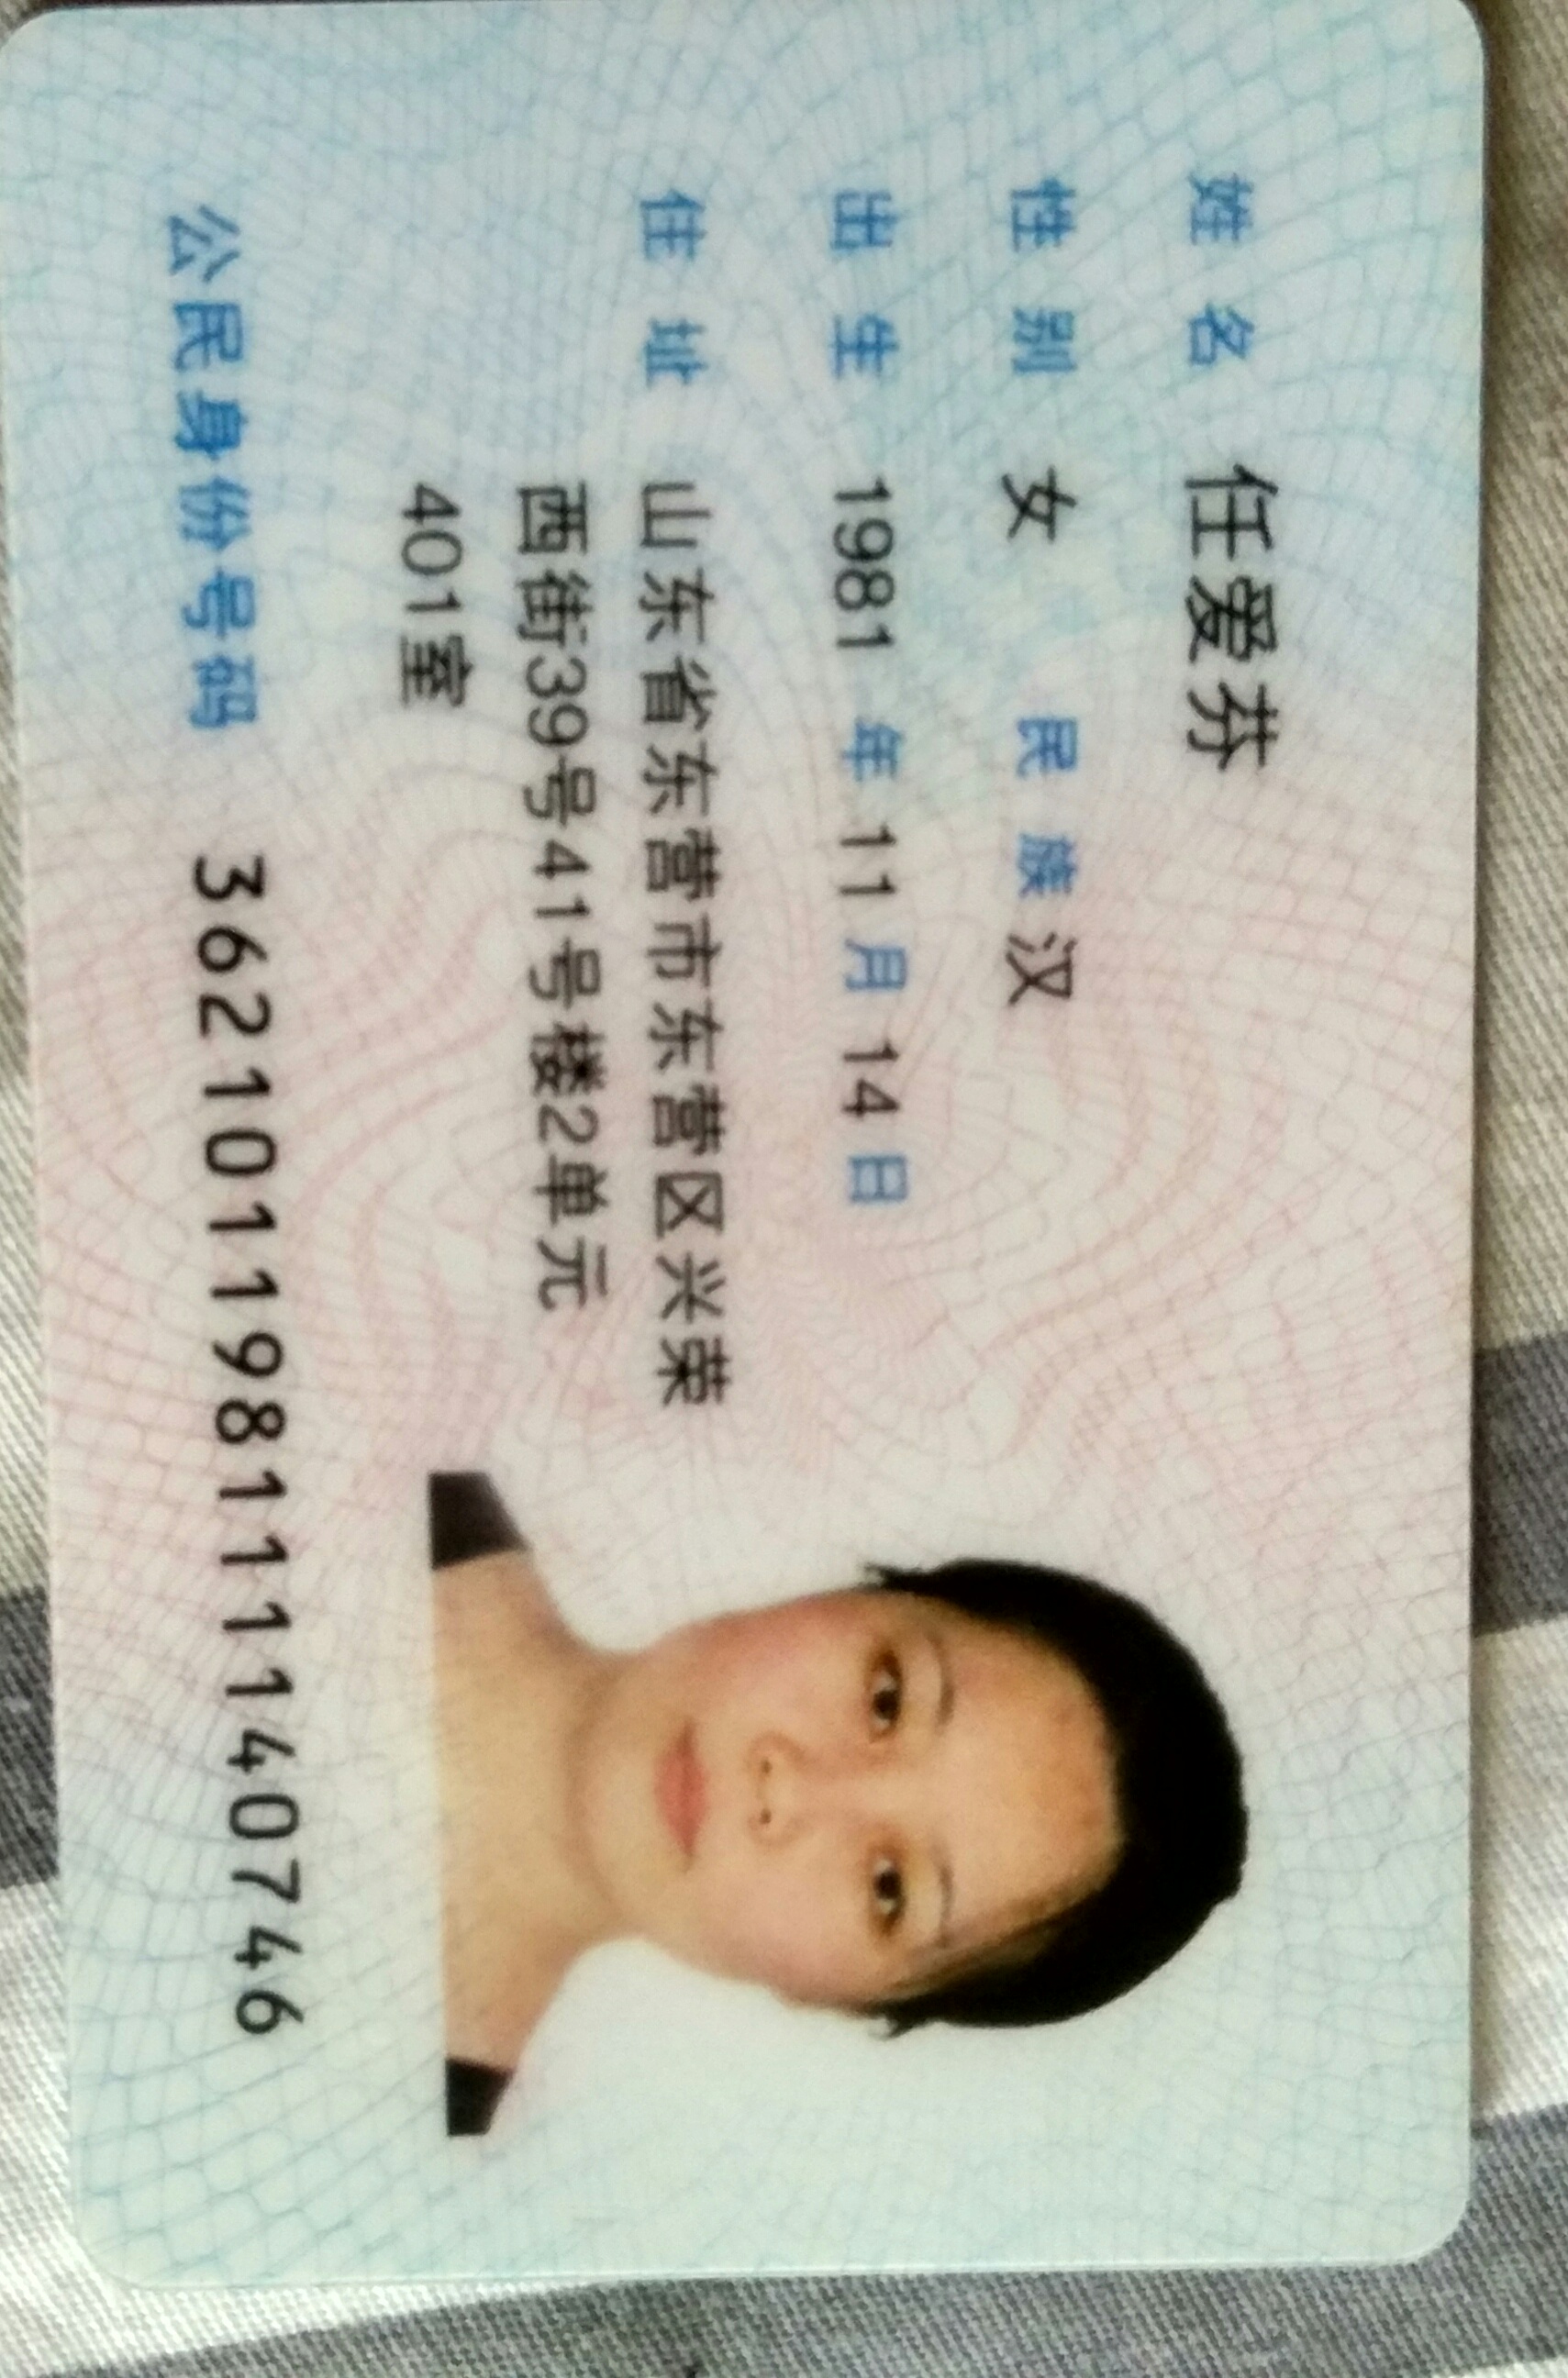 姓名 任爱芬
性别 女 民族 汉
出生 1981 年 11 月 14 日
住址 山东省东营市东营区兴荣
西街39号41号楼2单元
401室
公民身份号码 362101198111140746